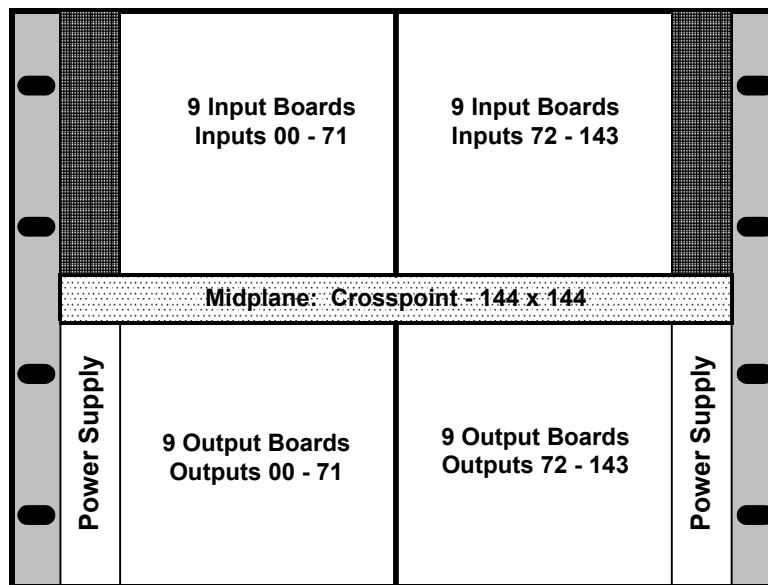 9 Input Boards
Inputs 00 - 71
9 Input Boards
Inputs 72 - 143
Midplane:  Crosspoint - 144 x 144
Power Supply
9 Output Boards
Outputs 00 - 71
9 Output Boards
Outputs 72 - 143
Power Supply